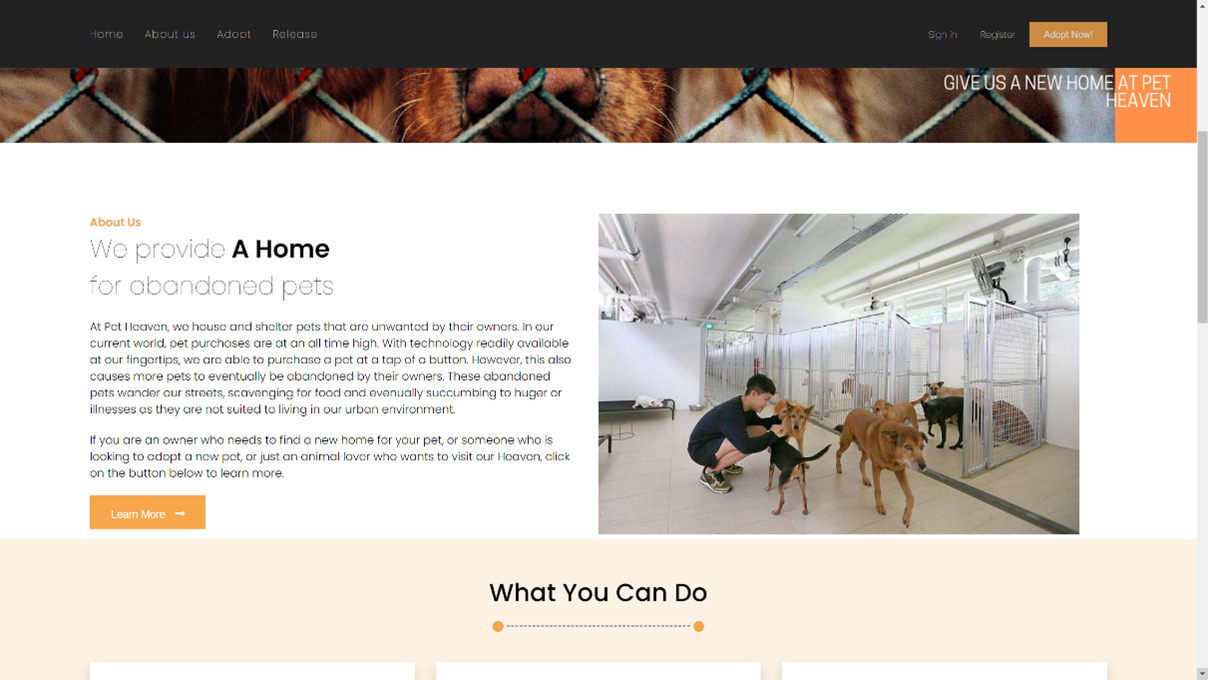 Home About us Adopt Release Sign in Register Adopt Now!
GIVE US A NEW HOME AT PET
HEAVEN
About Us
We provide A Home
for abandoned pets
At Pet Heaven, we house and shelter pets that are unwanted by their owners. In our
current world, pet purchases are at an all time high. With technology readily available
at our fingertips, we are able to purchase a pet at a tap of a button. However, this also
causes more pets to eventually be abandoned by their owners. These abandoned
pets wander our streets, scavenging for food and evenually succumbing to huger or
illnesses as they are not suited to living in our urban environment.
If you are an owner who needs to find a new home for your pet, or someone who is
looking to adopt a new pet, or just an animal lover who wants to visit our Heaven, click
on the button below to learn more.
Learn More →
What You Can Do